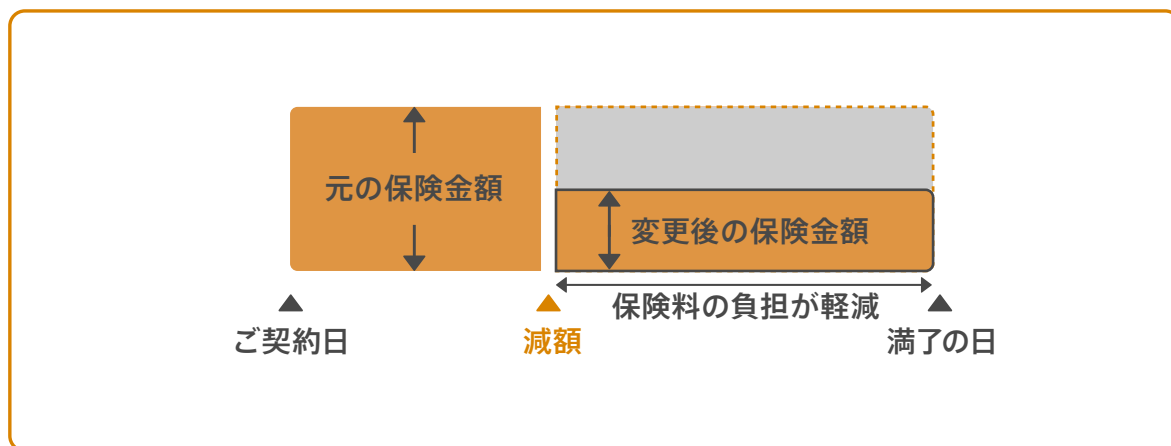 元の保険金額
変更後の保険金額
保険料の負担が軽減
ご契約日
減額
満了の日